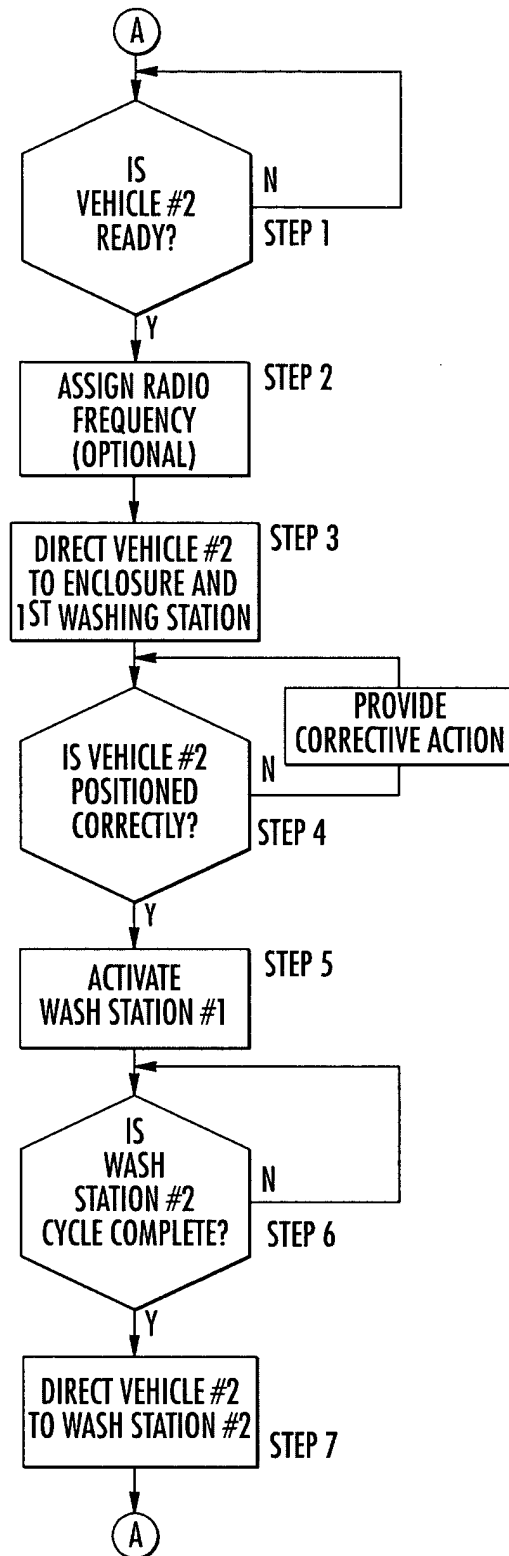 A
IS
VEHICLE #2
READY?
N
STEP 1
Y
ASSIGN RADIO
FREQUENCY
(OPTIONAL)
STEP 2
DIRECT VEHICLE #2
TO ENCLOSURE AND
1ST WASHING STATION
STEP 3
IS VEHICLE #2
POSITIONED
CORRECTLY?
N
PROVIDE
CORRECTIVE ACTION
STEP 4
Y
ACTIVATE
WASH STATION #1
STEP 5
IS
WASH
STATION #2
CYCLE COMPLETE?
N
STEP 6
Y
DIRECT VEHICLE #2
TO WASH STATION #2
STEP 7
A